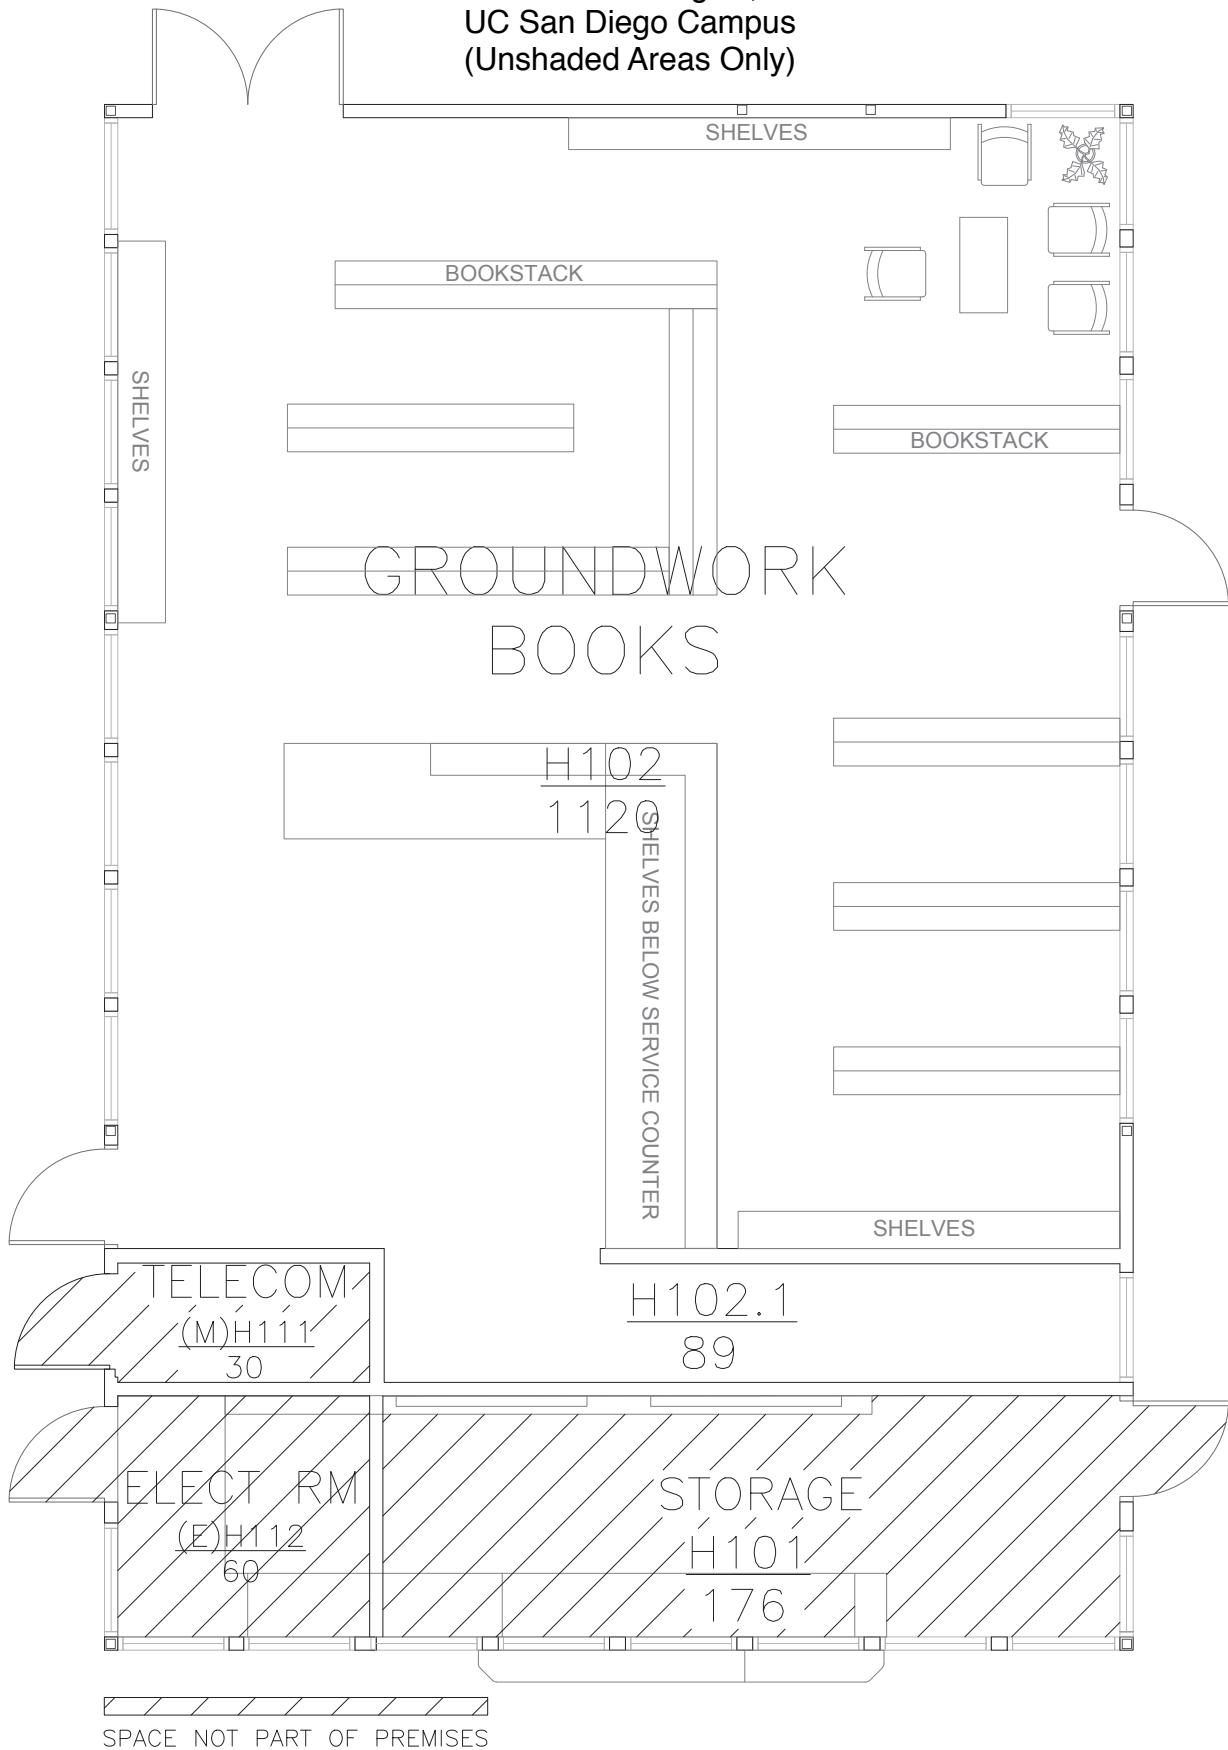 UC San Diego Campus
(Unshaded Areas Only)
SHELVES
BOOKSTACK
SHELVES
BOOKSTACK
GROUNDWORK
BOOKS
H102
1120
SHELVES BELOW SERVICE COUNTER
SHELVES
TELECOM
(M)H111
30
H102.1
89
ELECT RM
(E)H112
60
STORAGE
H101
176
SPACE NOT PART OF PREMISES